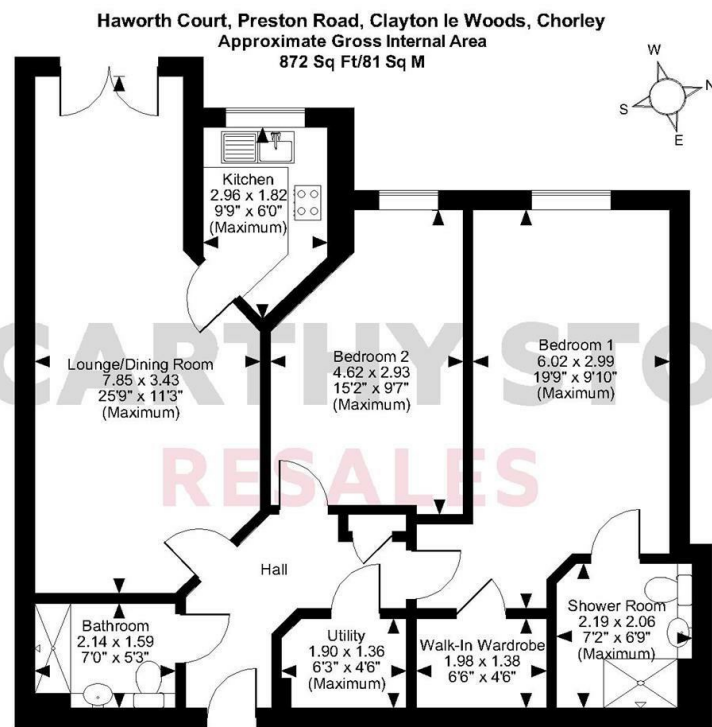 Haworth Court, Preston Road, Clayton le Woods, Chorley
Approximate Gross Internal Area
872 Sq Ft/81 Sq M
W
N
S
E
Kitchen
2.96 x 1.82
9'9" x 6'0"
(Maximum)
Lounge/Dining Room
7.85 x 3.43
25'9" x 11'3"
(Maximum)
Bedroom 2
4.62 x 2.93
15'2" x 9'7"
(Maximum)
Bedroom 1
6.02 x 2.99
19'9" x 9'10"
(Maximum)
CARTHY STO
RESALES
Hall
Bathroom
2.14 x 1.59
7'0" x 5'3"
Utility
1.90 x 1.36
6'3" x 4'6"
(Maximum)
Walk-In Wardrobe
1.98 x 1.38
6'6" x 4'6"
Shower Room
2.19 x 2.06
7'2" x 6'9"
(Maximum)